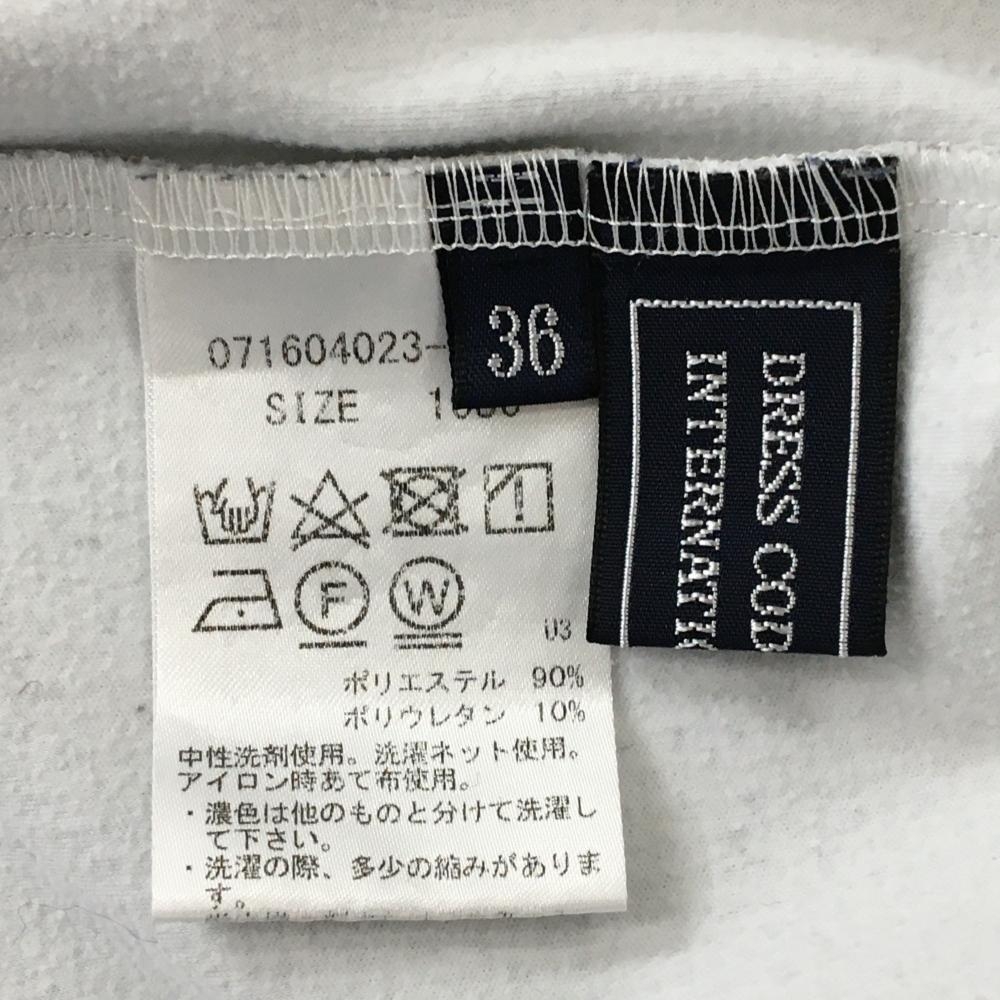 071604023-
SIZE
36
DRESS
F
W
U3
ポリエステル 90%
ポリウレタン 10%
中性洗剤使用。洗濯ネット使用。
アイロン時あて布使用。
・濃色は他のものと分けて洗濯し
て下さい。
・洗濯の際、多少の縮みがありま
す。